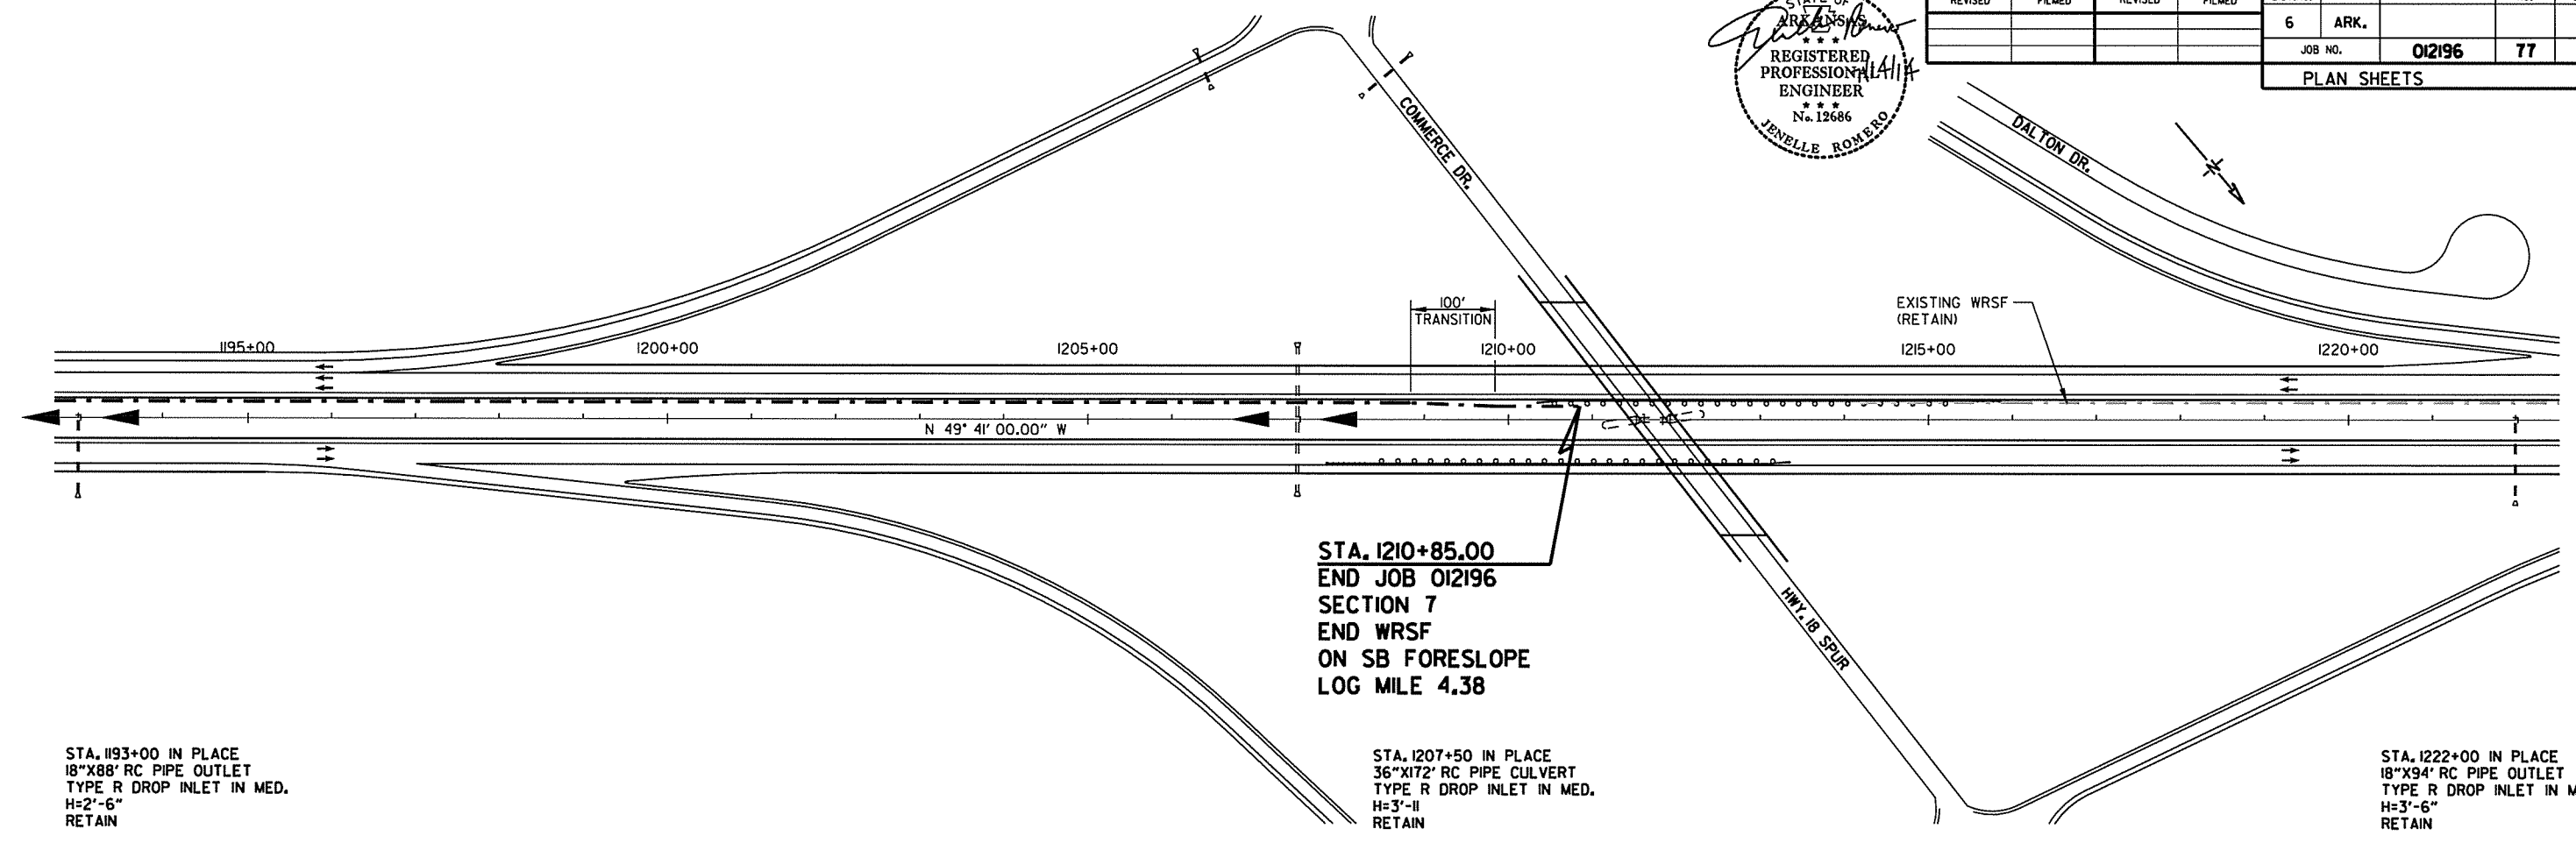 STATE OF
ARKANSAS
★ ★ ★
REGISTERED
PROFESSIONAL
ENGINEER
★ ★ ★
No. 12686
JENELLE ROMERO
REVISED FILMED REVISED FILMED
6 ARK.
JOB NO. 012196 77
PLAN SHEETS
COMMERCE DR.
DALTON DR.
N
100'
TRANSITION
EXISTING WRSF
(RETAIN)
1195+00 1200+00 1205+00 1210+00 1215+00 1220+00
N 49° 41' 00.00" W
STA. 1210+85.00
END JOB 012196
SECTION 7
END WRSF
ON SB FORESLOPE
LOG MILE 4.38
HWY. 18 SPUR
STA. 1193+00 IN PLACE
18"X88' RC PIPE OUTLET
TYPE R DROP INLET IN MED.
H=2'-6"
RETAIN
STA. 1207+50 IN PLACE
36"X172' RC PIPE CULVERT
TYPE R DROP INLET IN MED.
H=3'-11
RETAIN
STA. 1222+00 IN PLACE
18"X94' RC PIPE OUTLET
TYPE R DROP INLET IN M
H=3'-6"
RETAIN